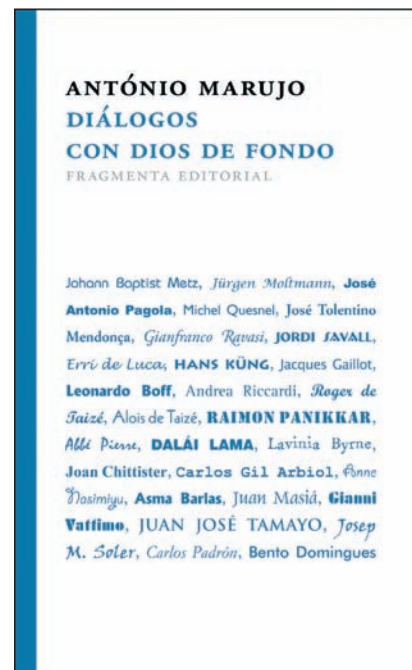 ANTÓNIO MARUJO
DIÁLOGOS
CON DIOS DE FONDO
FRAGMENTA EDITORIAL
Johann Baptist Metz, Jürgen Moltmann, José
Antonio Pagola, Michel Quesnel, José Tolentino
Mendonça, Gianfranco Ravasi, JORDI SAVALL,
Erri de Luca, HANS KÜNG, Jacques Gaillot,
Leonardo Boff, Andrea Riccardi, Roger de
Taizé, Alois de Taizé, RAIMON PANIKKAR,
Abbé Pierre, DALÁI LAMA, Lavinia Byrne,
Joan Chittister, Carlos Gil Arbiol, Anne
Nasimiyu, Asma Barlas, Juan Masiá, Gianni
Vattimo, JUAN JOSÉ TAMAYO, Josep
M. Soler, Carlos Padrón, Bento Domingues